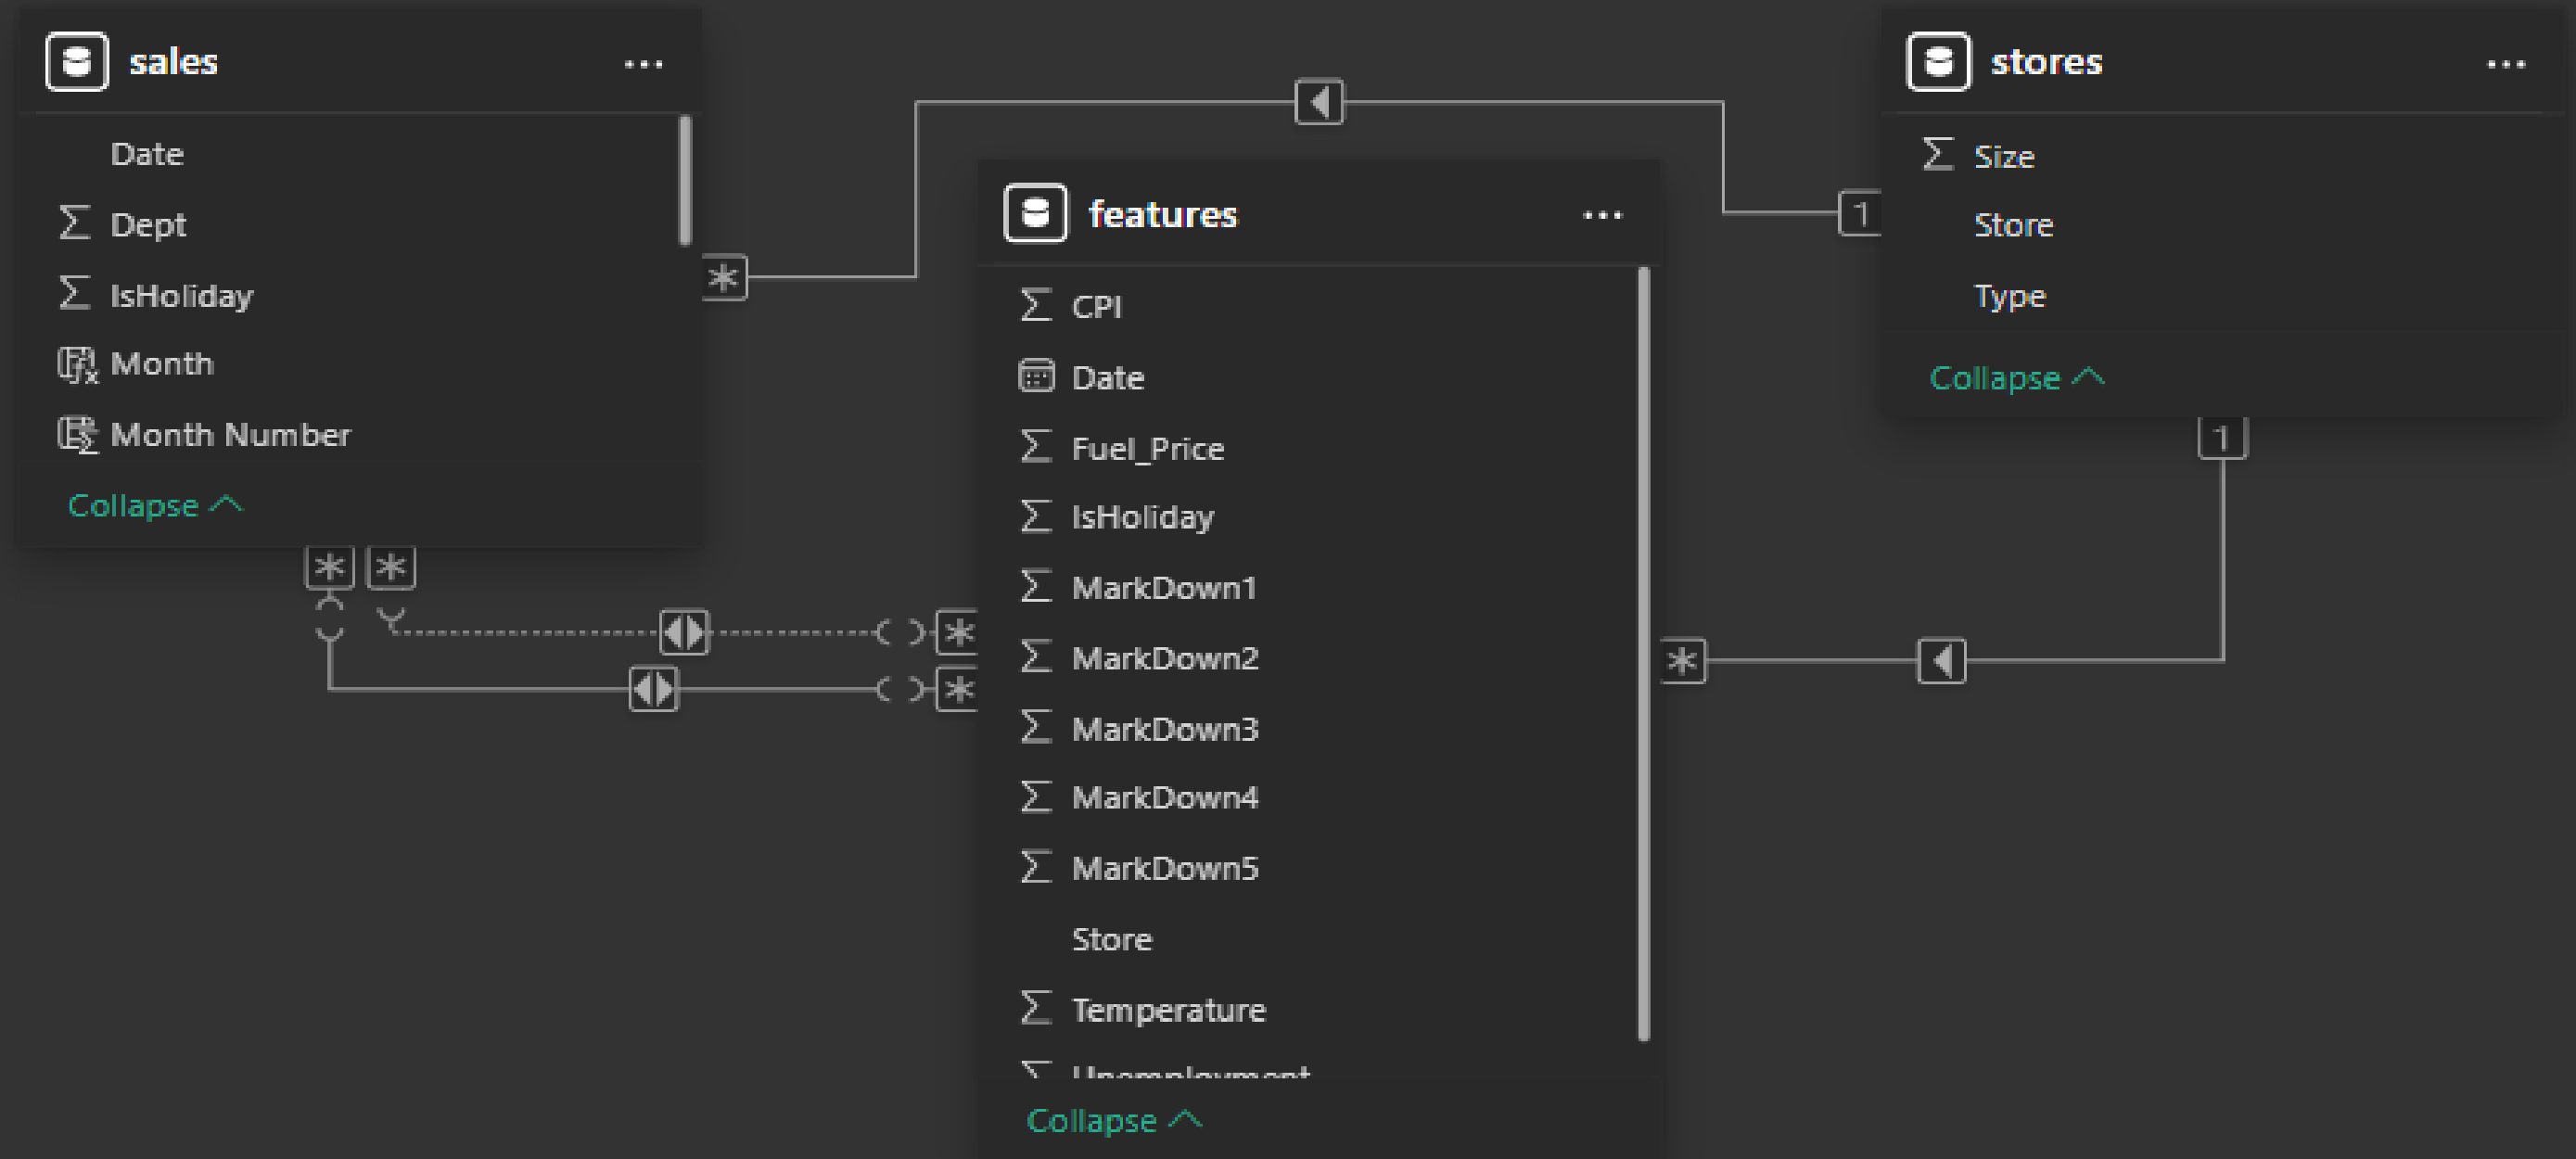 sales
Date
Dept
IsHoliday
Month
Month Number
Collapse
features
CPI
Date
Fuel_Price
IsHoliday
MarkDown1
MarkDown2
MarkDown3
MarkDown4
MarkDown5
Store
Temperature
Unemployment
Collapse
stores
Size
Store
Type
Collapse
1
1